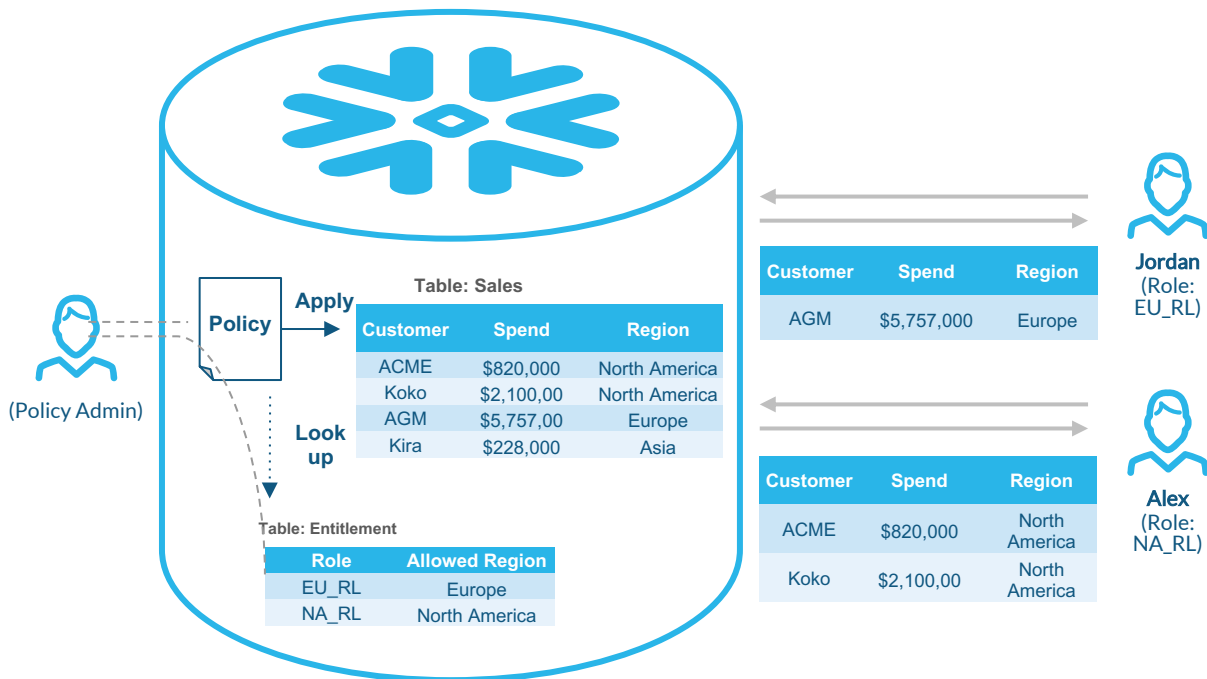 (Policy Admin)
Policy
Apply
Look
up
Table: Sales
Customer Spend Region
ACME $820,000 North America
Koko $2,100,00 North America
AGM $5,757,00 Europe
Kira $228,000 Asia
Table: Entitlement
Role Allowed Region
EU_RL Europe
NA_RL North America
Jordan
(Role:
EU_RL)
Customer Spend Region
AGM $5,757,000 Europe
Alex
(Role:
NA_RL)
Customer Spend Region
ACME $820,000 North
America
Koko $2,100,00 North
America